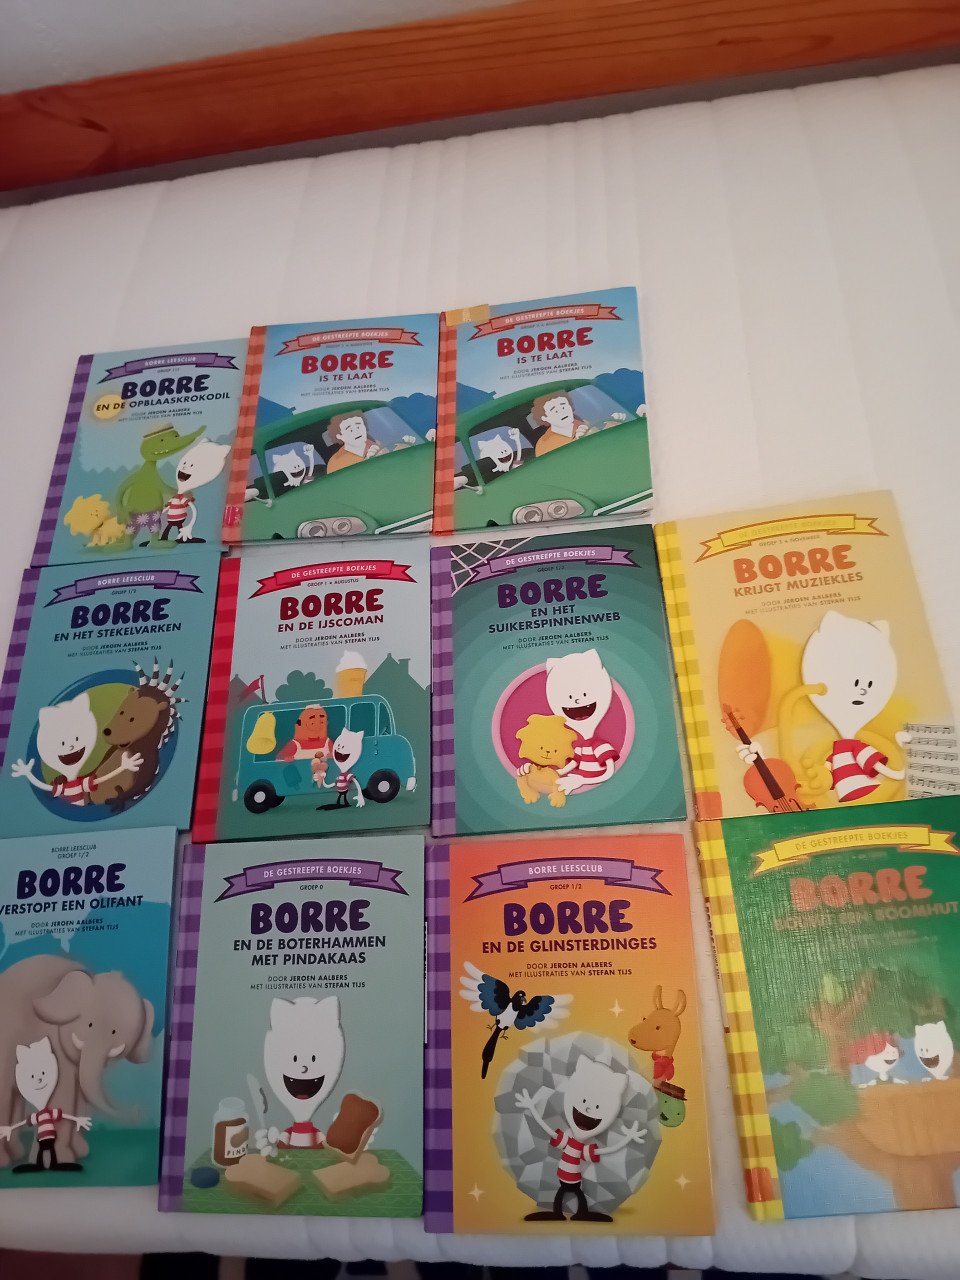 BORRE LEESCLUB
GROEP 1/2
BORRE
EN DE OPBLAASKROKODIL
DOOR JEROEN AALBERS
MET ILLUSTRATIES VAN STEFAN TIJS
DE GESTREEPTE BOEKJES
BORRE
IS TE LAAT
DOOR JEROEN AALBERS
MET ILLUSTRATIES VAN STEFAN TIJS
DE GESTREEPTE BOEKJES
BORRE
IS TE LAAT
DOOR JEROEN AALBERS
MET ILLUSTRATIES VAN STEFAN TIJS
BORRE LEESCLUB
GROEP 1/2
BORRE
EN HET STEKELVARKEN
DOOR JEROEN AALBERS
MET ILLUSTRATIES VAN STEFAN TIJS
DE GESTREEPTE BOEKJES
GROEP 1 • AUGUSTUS
BORRE
EN DE IJSCOMAN
DOOR JEROEN AALBERS
MET ILLUSTRATIES VAN STEFAN TIJS
DE GESTREEPTE BOEKJES
GROEP 1/2
BORRE
EN HET
SUIKERSPINNENWEB
DOOR JEROEN AALBERS
MET ILLUSTRATIES VAN STEFAN TIJS
DE GESTREEPTE BOEKJES
NOVEMBER
BORRE
KRIJGT MUZIEKLES
DOOR JEROEN AALBERS
MET ILLUSTRATIES VAN STEFAN TIJS
BORRE LEESCLUB
GROEP 1/2
BORRE
VERSTOPT EEN OLIFANT
DOOR JEROEN AALBERS
MET ILLUSTRATIES VAN STEFAN TIJS
DE GESTREEPTE BOEKJES
GROEP 0
BORRE
EN DE BOTERHAMMEN
MET PINDAKAAS
DOOR JEROEN AALBERS
MET ILLUSTRATIES VAN STEFAN TIJS
PIND
BORRE LEESCLUB
GROEP 1/2
BORRE
EN DE GLINSTERDINGES
DOOR JEROEN AALBERS
MET ILLUSTRATIES VAN STEFAN TIJS
DE GESTREEPTE BOEKJES
BORRE
BOOMHUT